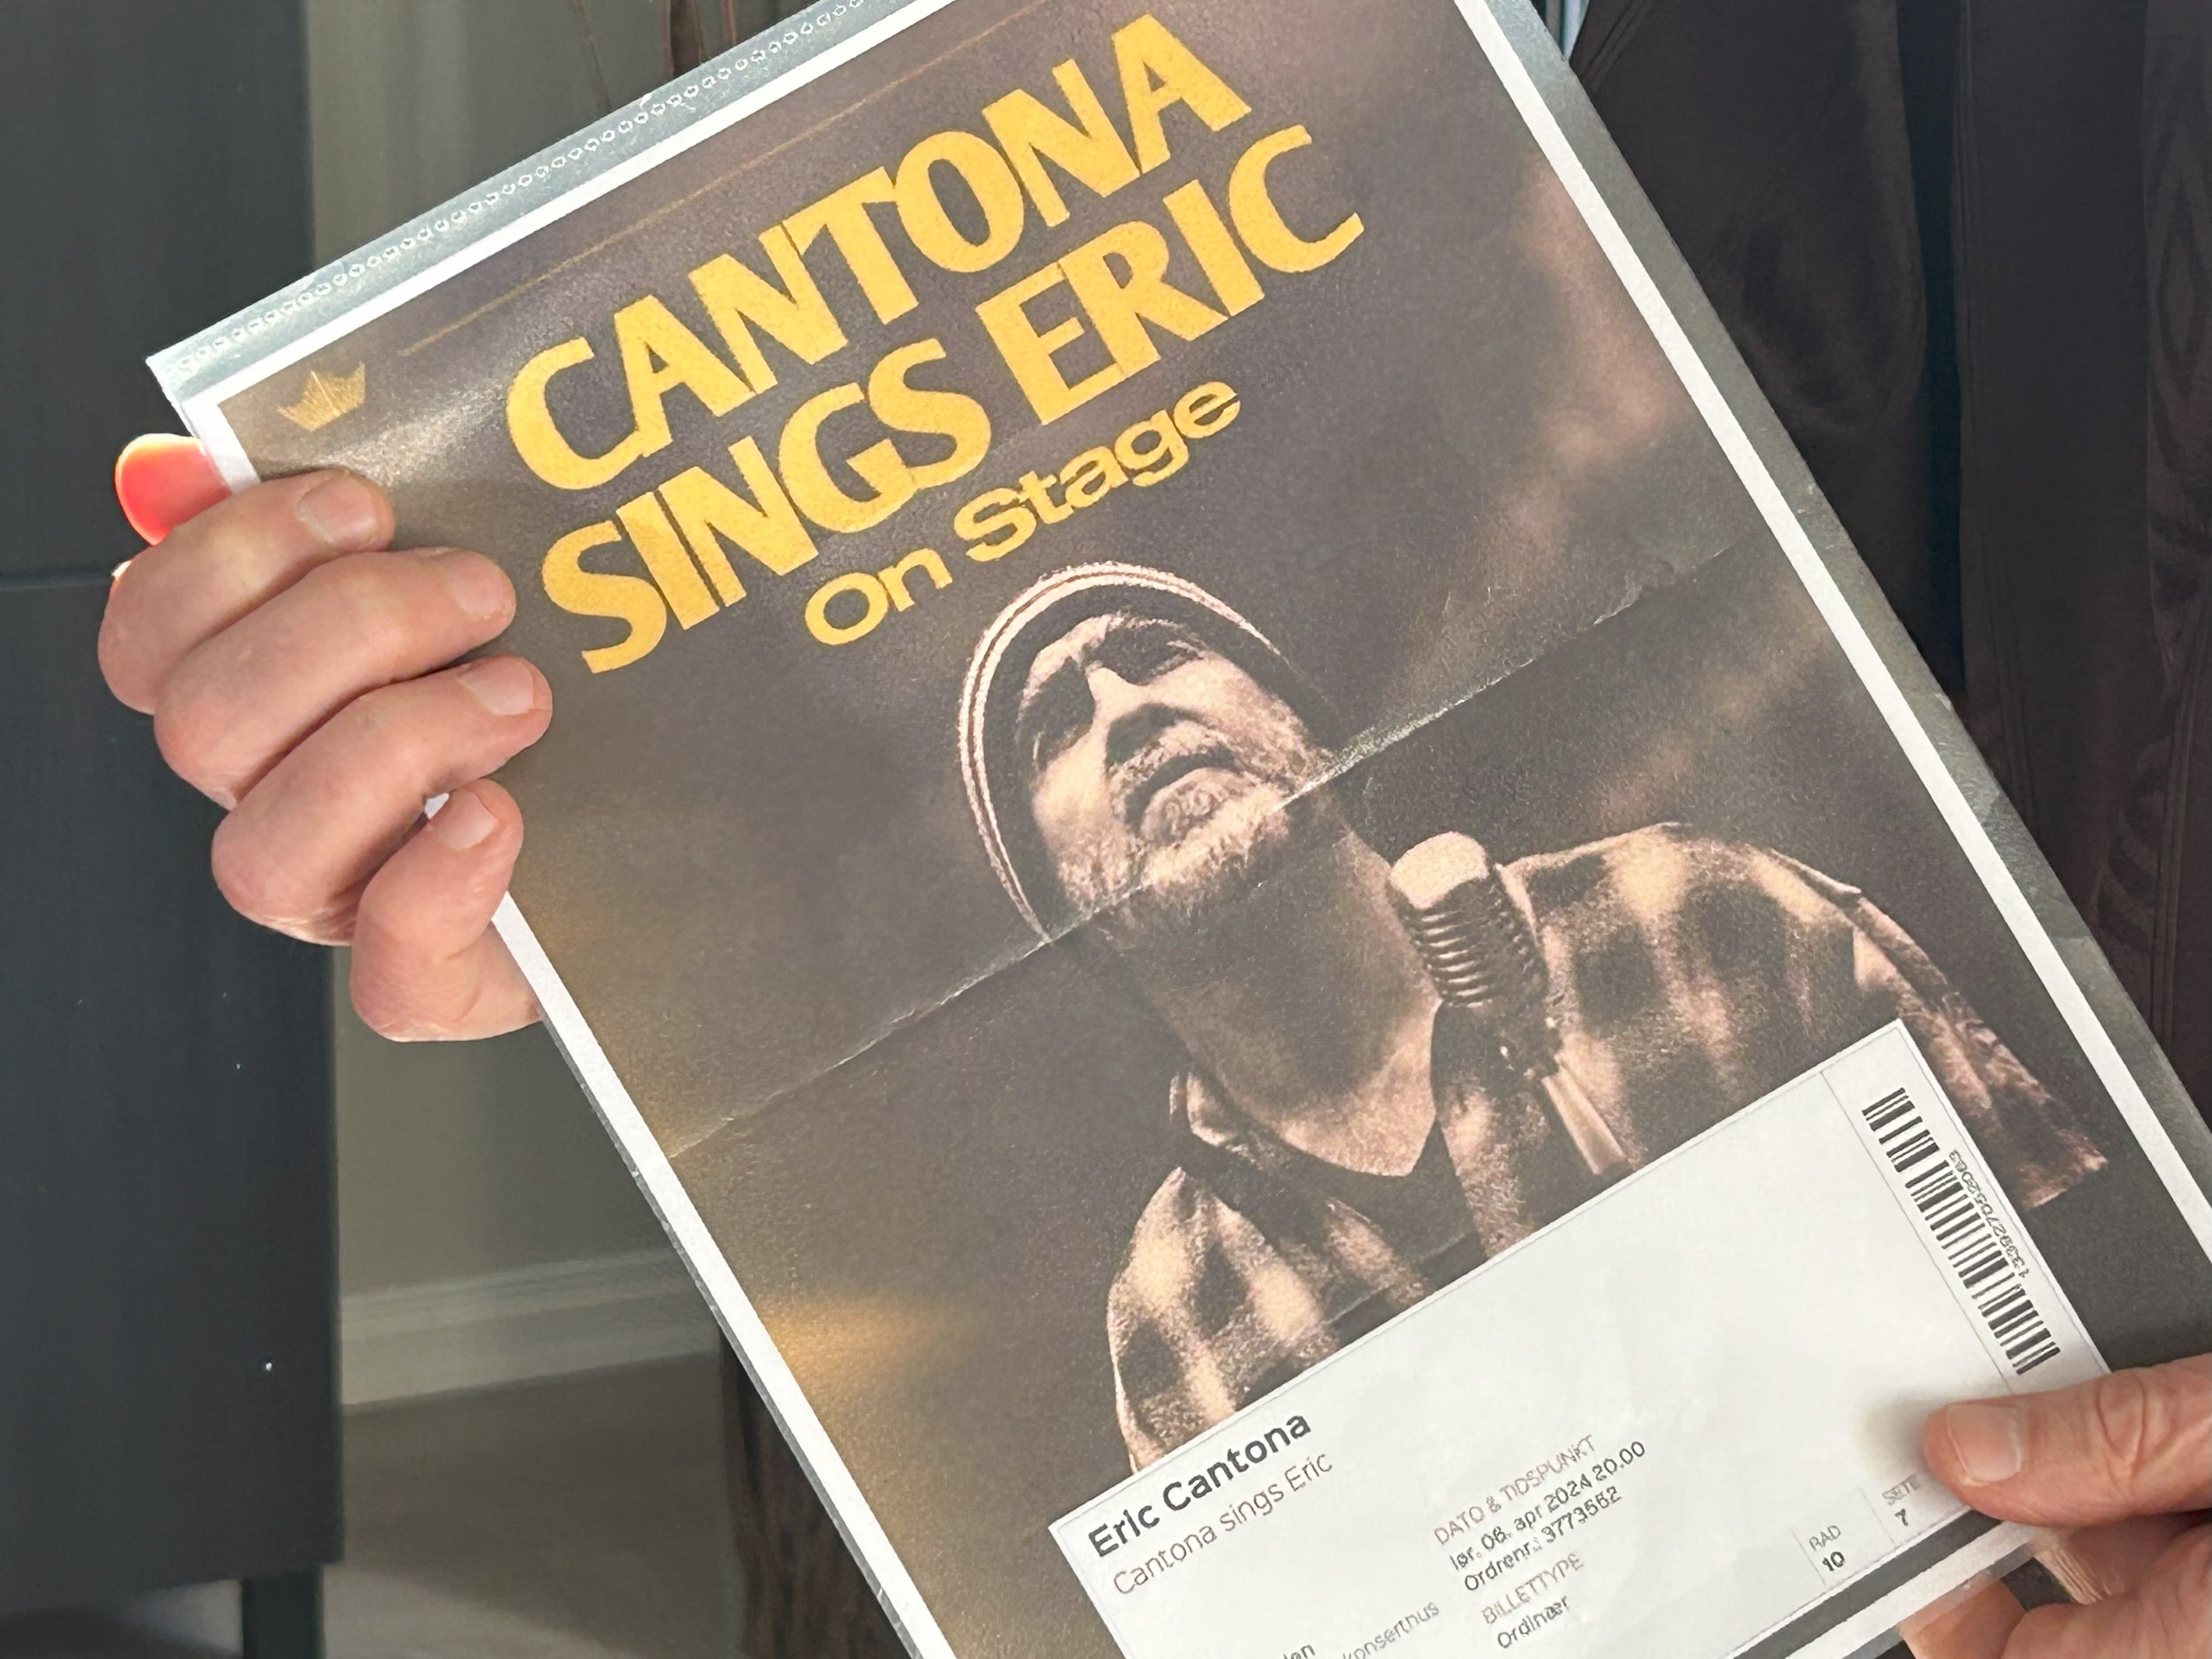 CANTONA
SINGS ERIC
On Stage
Eric Cantona
Cantona sings Eric
DATO & TIDSPUNKT
lør. 06. apr 2024 20.00
Ordrenr.: 3773552
BILLETTYPE
Ordinær
konserthus
RAD
10
SETE
7